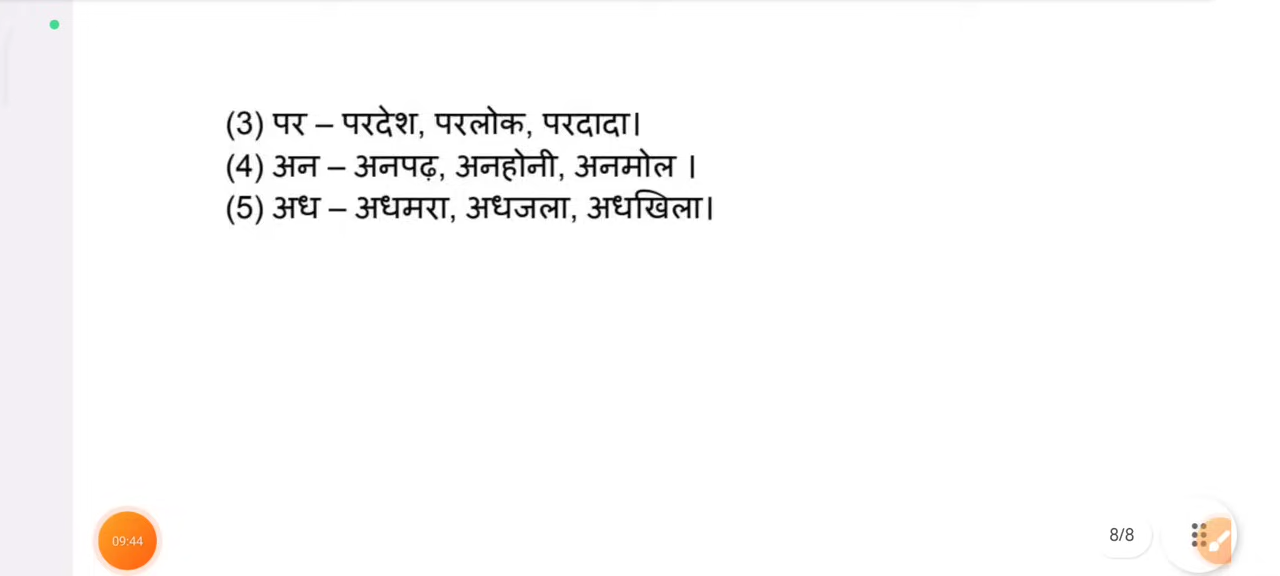 (3) पर – परदेश, परलोक, परदादा।
(4) अन – अनपढ़, अनहोनी, अनमोल ।
(5) अध – अधमरा, अधजला, अधखिला।
09:44
8/8